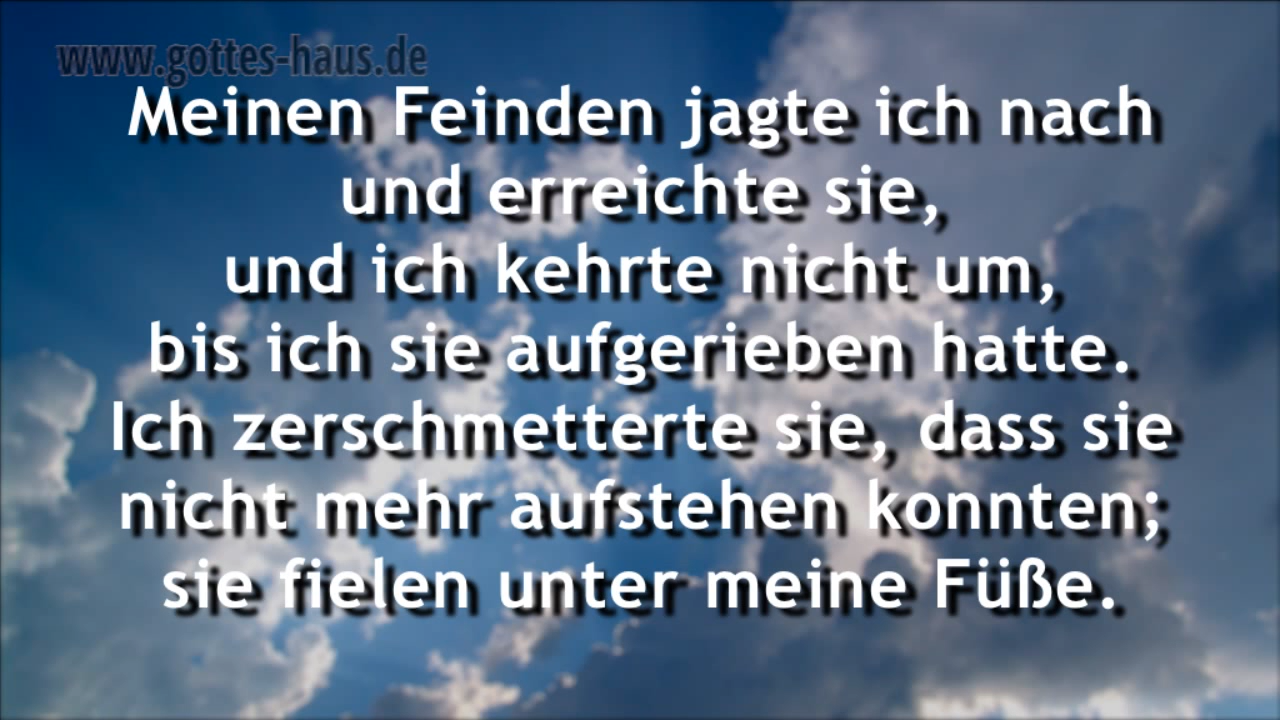 www.gottes-haus.de
Meinen Feinden jagte ich nach
und erreichte sie,
und ich kehrte nicht um,
bis ich sie aufgerieben hatte.
Ich zerschmetterte sie, dass sie
nicht mehr aufstehen konnten;
sie fielen unter meine Füße.